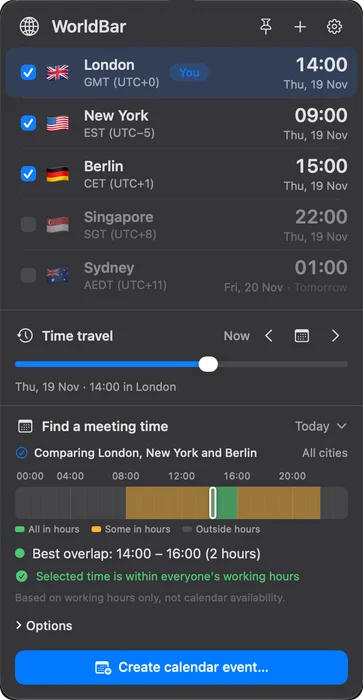 WorldBar
London
You
14:00
GMT (UTC+0)
Thu, 19 Nov
New York
09:00
EST (UTC−5)
Thu, 19 Nov
Berlin
15:00
CET (UTC+1)
Thu, 19 Nov
Singapore
22:00
SGT (UTC+8)
Thu, 19 Nov
Sydney
01:00
AEDT (UTC+11)
Fri, 20 Nov · Tomorrow
Time travel
Now
Thu, 19 Nov · 14:00 in London
Find a meeting time
Today
Comparing London, New York and Berlin
All cities
00:00 04:00 08:00 12:00 16:00 20:00
All in hours Some in hours Outside hours
Best overlap: 14:00 – 16:00 (2 hours)
Selected time is within everyone's working hours
Based on working hours only, not calendar availability.
Options
Create calendar event...